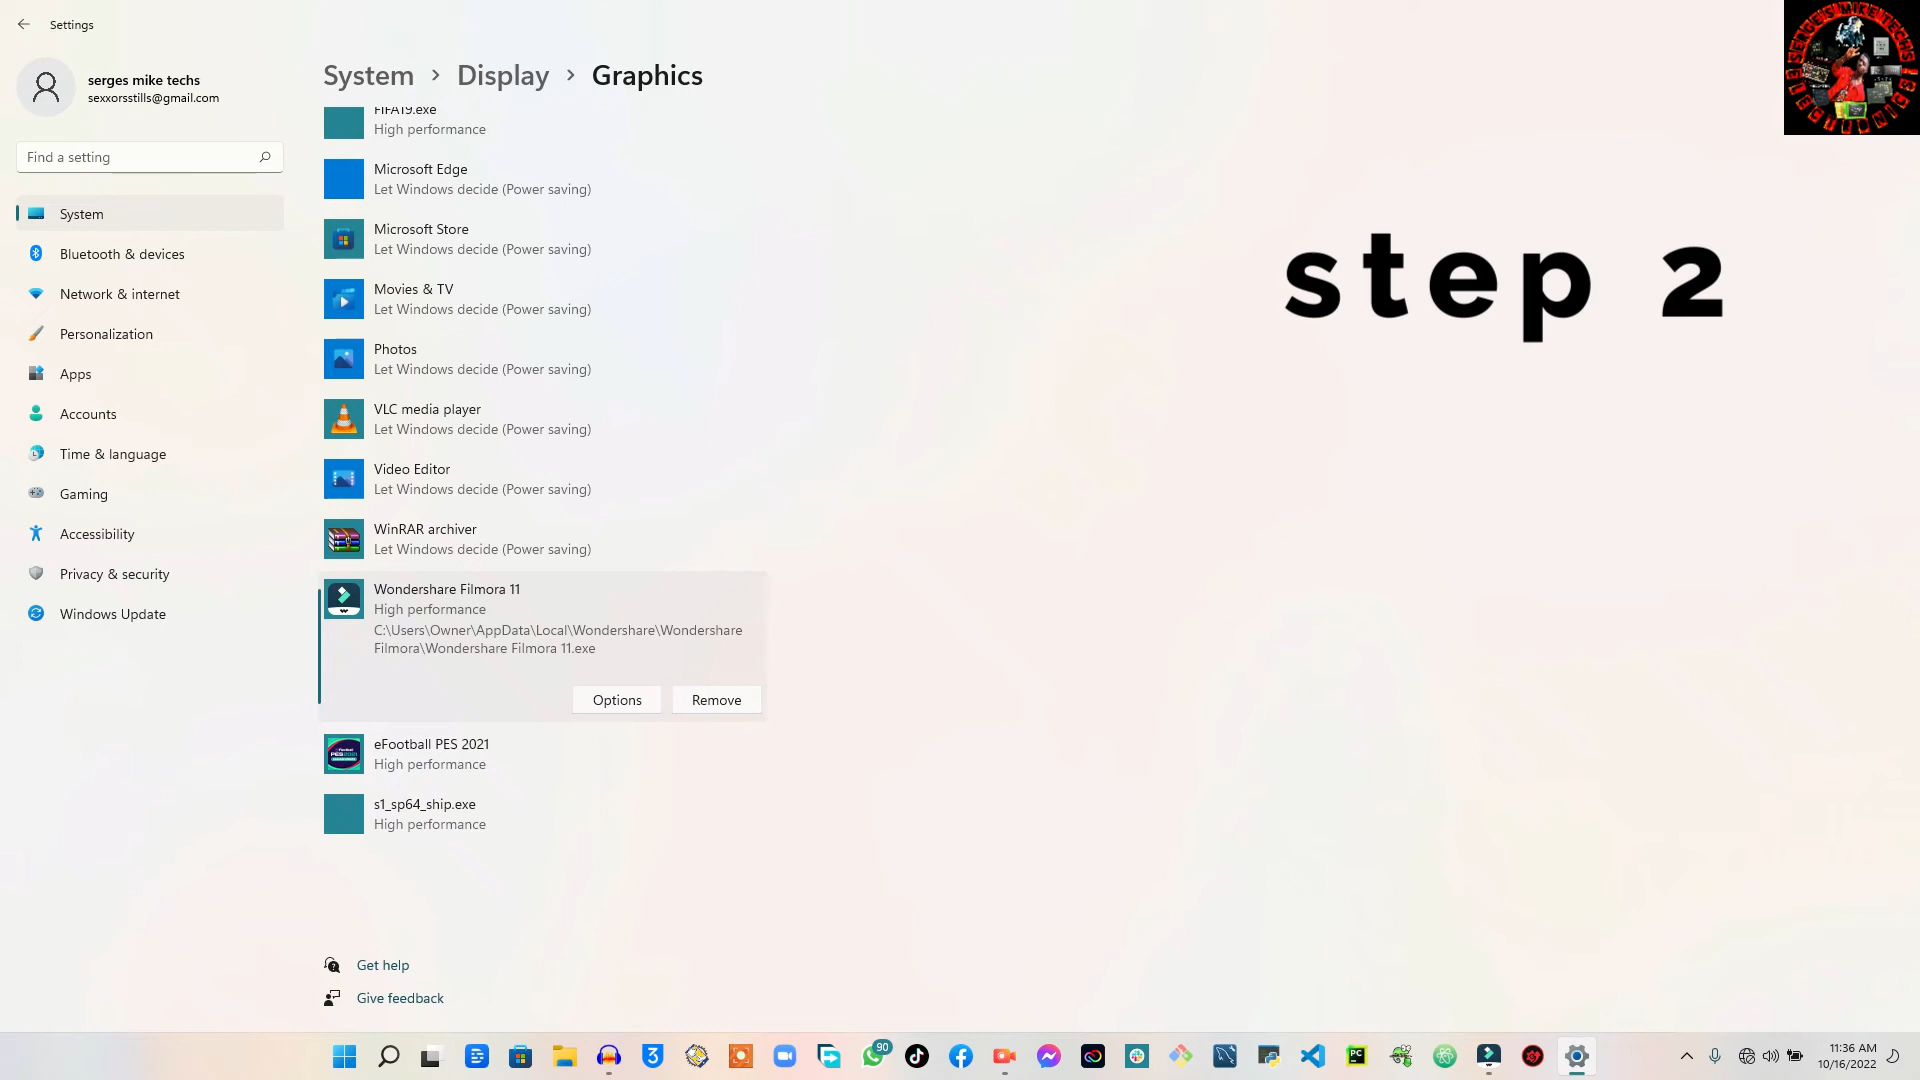 Settings
serges mike techs
sexxorsstills@gmail.com
Find a setting
System
Bluetooth & devices
Network & internet
Personalization
Apps
Accounts
Time & language
Gaming
Accessibility
Privacy & security
Windows Update
System > Display > Graphics
FIFA19.exe
High performance
Microsoft Edge
Let Windows decide (Power saving)
Microsoft Store
Let Windows decide (Power saving)
Movies & TV
Let Windows decide (Power saving)
Photos
Let Windows decide (Power saving)
VLC media player
Let Windows decide (Power saving)
Video Editor
Let Windows decide (Power saving)
WinRAR archiver
Let Windows decide (Power saving)
Wondershare Filmora 11
High performance
C:\Users\Owner\AppData\Local\Wondershare\Wondershare
Filmora\Wondershare Filmora 11.exe
Options Remove
eFootball PES 2021
High performance
s1_sp64_ship.exe
High performance
Get help
Give feedback
step 2
SERGES MIKE TECHS
ELECTRONICS
90
11:36 AM
10/16/2022